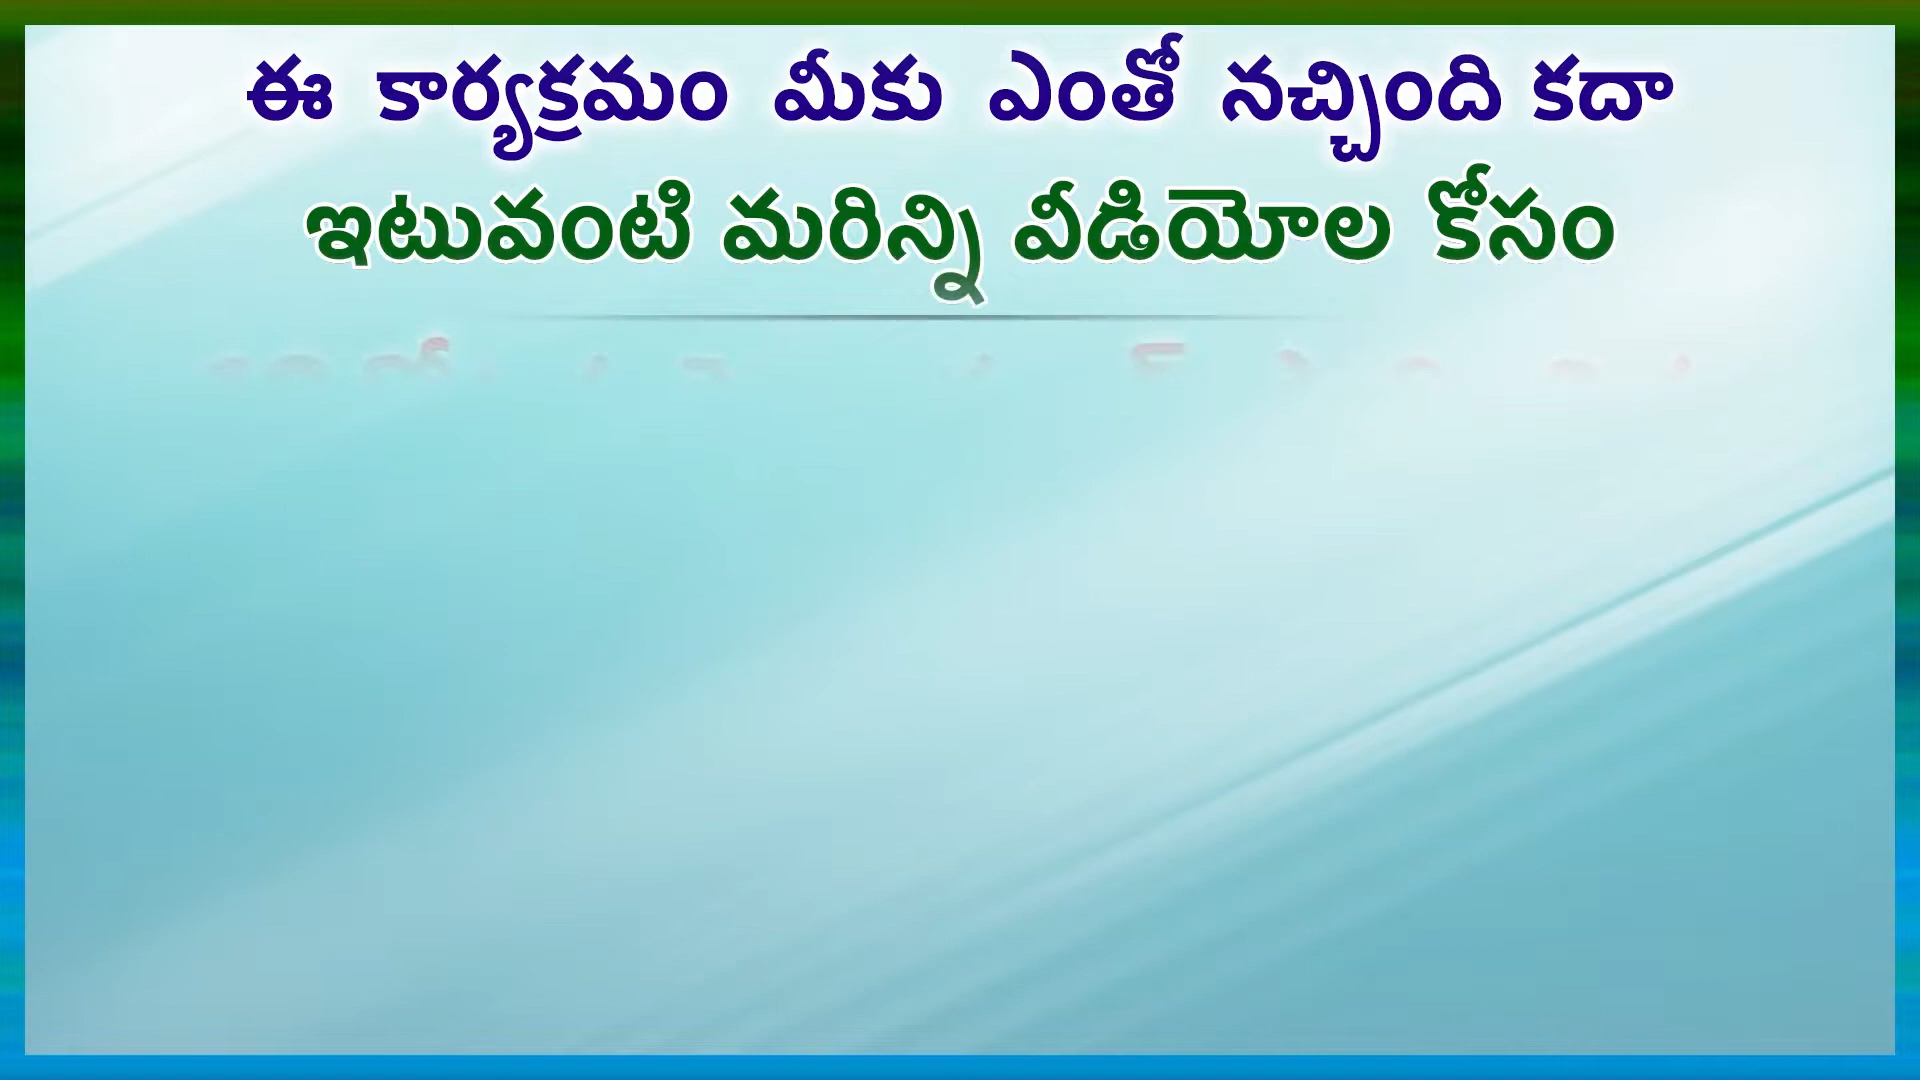 ఈ కార్యక్రమం మీకు ఎంతో నచ్చింది కదా
ఇటువంటి మరిన్ని వీడియోల కోసం